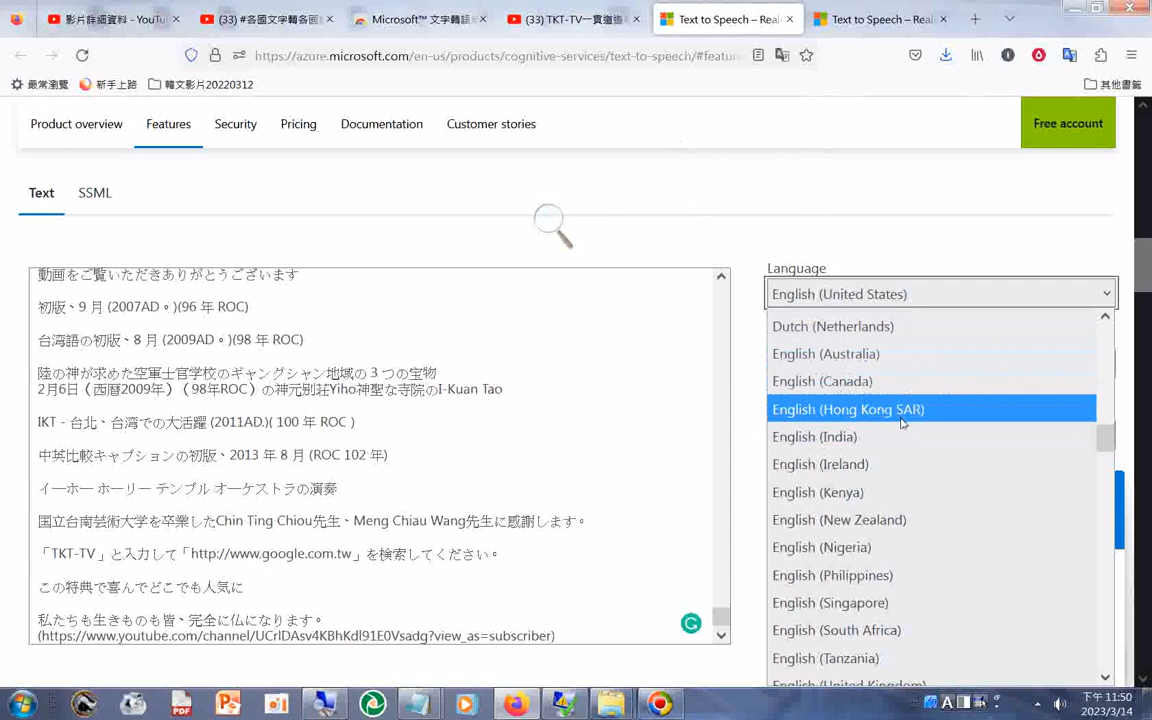 影片詳細資料 - YouTu
(33) #各國文字轉各國
Microsoft™ 文字轉語
(33) TKT-TV一貫道循
Text to Speech – Real
Text to Speech – Real
https://azure.microsoft.com/en-us/products/cognitive-services/text-to-speech/#featur
最常瀏覽
新手上路
韓文影片20220312
其他書籤
Product overview
Features
Security
Pricing
Documentation
Customer stories
Free account
Text
SSML
動画をご覧いただきありがとうございます
初版、9 月 (2007AD。)(96 年 ROC)
台湾語の初版、8 月 (2009AD。)(98 年 ROC)
陸の神が求めた空軍士官学校のギャングシャン地域の 3 つの宝物
2月6日（西暦2009年）（98年ROC）の神元別荘Yiho神聖な寺院のI-Kuan Tao
IKT - 台北、台湾での大活躍 (2011AD.)( 100 年 ROC )
中英比較キャプションの初版、2013 年 8 月 (ROC 102 年)
イーホー ホーリー テンプル オーケストラの演奏
国立台南芸術大学を卒業したChin Ting Chiou先生、Meng Chiau Wang先生に感謝します。
「TKT-TV」と入力して「http://www.google.com.tw」を検索してください。
この特典で喜んでどこでも人気に
私たちも生きものも皆、完全に仏になります。
(https://www.youtube.com/channel/UCrlDAsv4KBhKdl91E0Vsadg?view_as=subscriber)
Language
English (United States)
Dutch (Netherlands)
English (Australia)
English (Canada)
English (Hong Kong SAR)
English (India)
English (Ireland)
English (Kenya)
English (New Zealand)
English (Nigeria)
English (Philippines)
English (Singapore)
English (South Africa)
English (Tanzania)
English (United Kingdom)
下午 11:50
2023/3/14